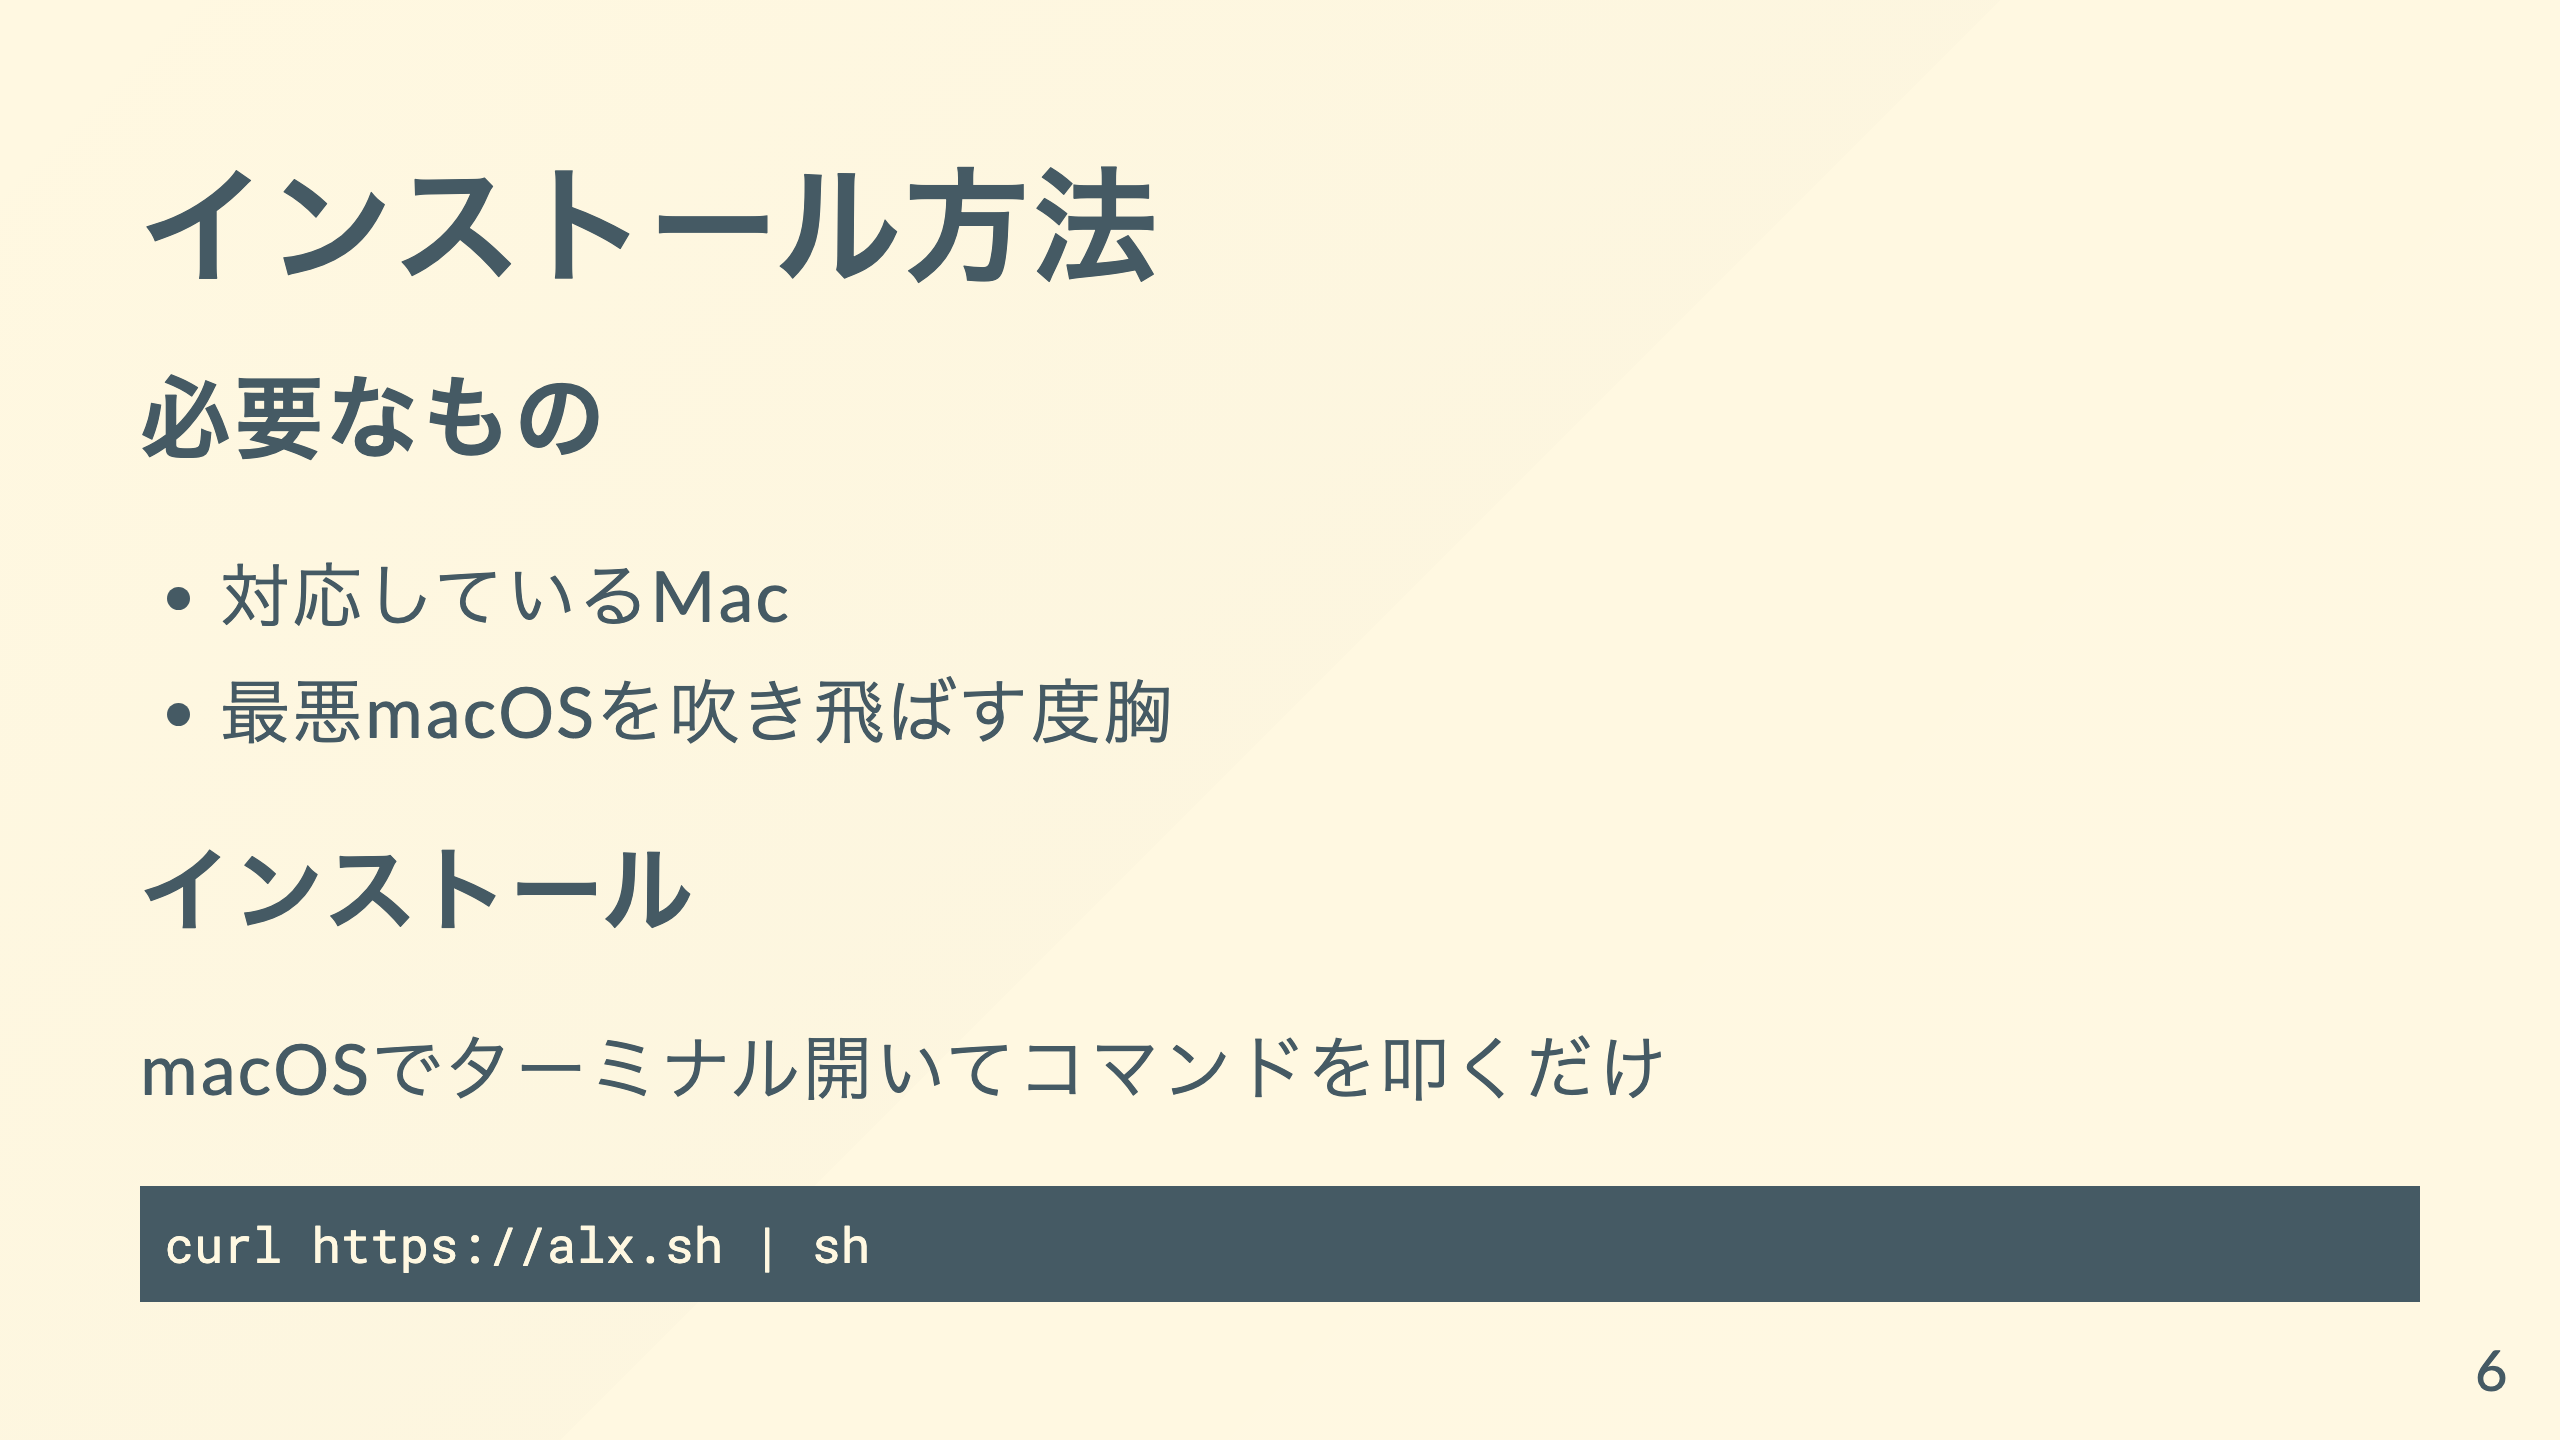 インストール方法
必要なもの
• 対応しているMac
• 最悪macOSを吹き飛ばす度胸
インストール
macOSでターミナル開いてコマンドを叩くだけ
curl https://alx.sh | sh
6